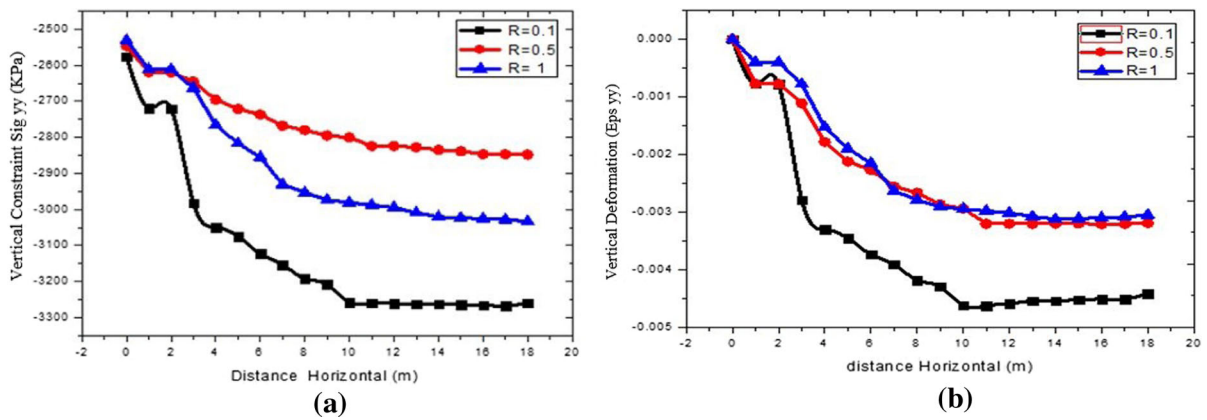 -2500
-2600
-2700
-2800
-2900
-3000
-3100
-3200
-3300
Vertical Constraint Sig yy (KPa)
R=0.1
R=0.5
R= 1
-2 0 2 4 6 8 10 12 14 16 18 20
Distance Horizontal (m)
(a)
0.000
-0.001
-0.002
-0.003
-0.004
-0.005
Vertical Deformation (Eps yy)
R=0.1
R=0.5
R=1
-2 0 2 4 6 8 10 12 14 16 18 20
distance Horizontal (m)
(b)